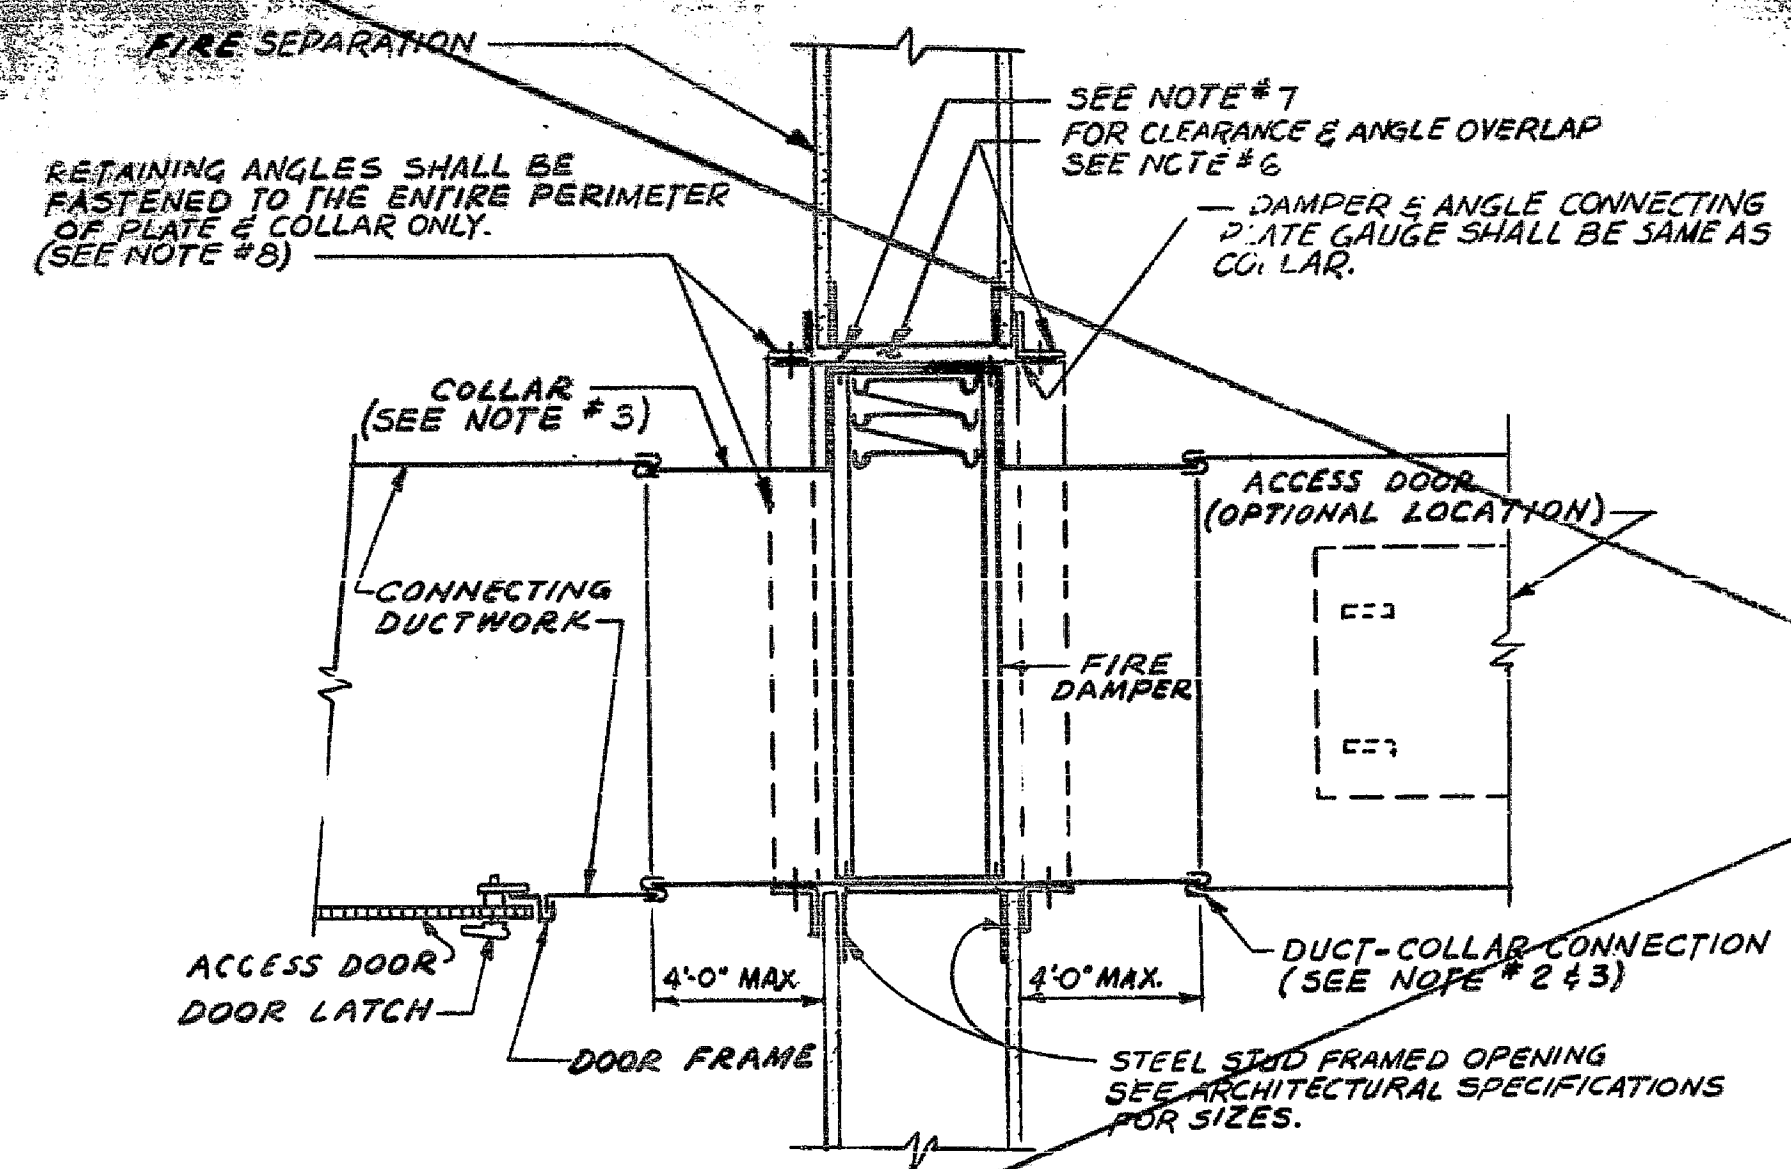 FIRE SEPARATION
SEE NOTE #7
FOR CLEARANCE & ANGLE OVERLAP
SEE NOTE #6
RETAINING ANGLES SHALL BE
FASTENED TO THE ENTIRE PERIMETER
OF PLATE & COLLAR ONLY.
(SEE NOTE #8)
DAMPER & ANGLE CONNECTING
PLATE GAUGE SHALL BE SAME AS
COLLAR.
COLLAR
(SEE NOTE #3)
ACCESS DOOR
(OPTIONAL LOCATION)
CONNECTING
DUCTWORK
FIRE
DAMPER
ACCESS DOOR
DOOR LATCH
DOOR FRAME
4'-0" MAX.
4'-0" MAX.
DUCT-COLLAR CONNECTION
(SEE NOTE #2 & 3)
STEEL STUD FRAMED OPENING
SEE ARCHITECTURAL SPECIFICATIONS
FOR SIZES.